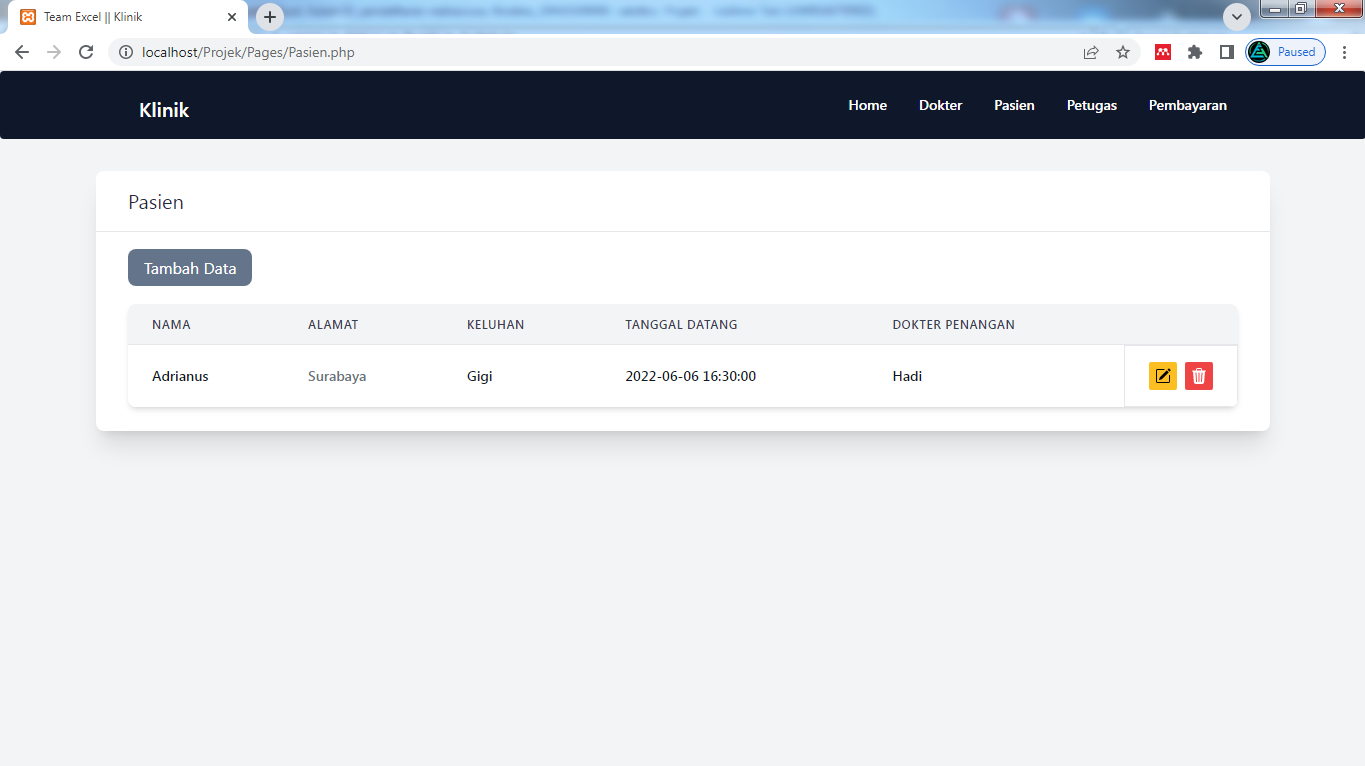 Team Excel || Klinik
localhost/Projek/Pages/Pasien.php
Paused
Klinik
Home Dokter Pasien Petugas Pembayaran
Pasien
Tambah Data
NAMA ALAMAT KELUHAN TANGGAL DATANG DOKTER PENANGAN
Adrianus Surabaya Gigi 2022-06-06 16:30:00 Hadi